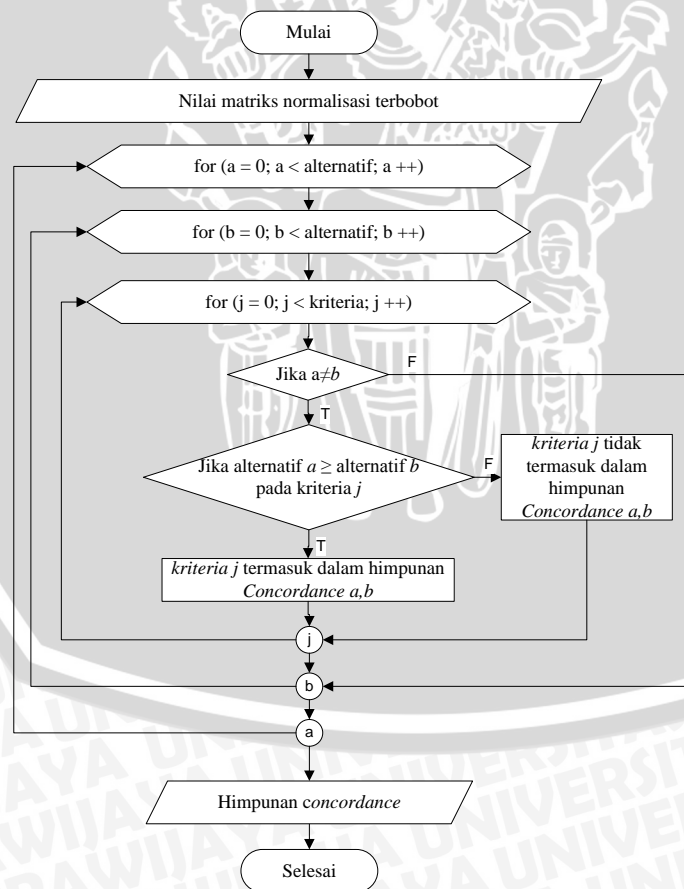 Mulai
Nilai matriks normalisasi terbobot
for (a = 0; a < alternatif; a ++)
for (b = 0; b < alternatif; b ++)
for (j = 0; j < kriteria; j ++)
Jika a≠b
F
T
Jika alternatif a ≥ alternatif b
pada kriteria j
F
kriteria j tidak
termasuk dalam
himpunan
Concordance a,b
T
kriteria j termasuk dalam himpunan
Concordance a,b
j
b
a
Himpunan concordance
Selesai